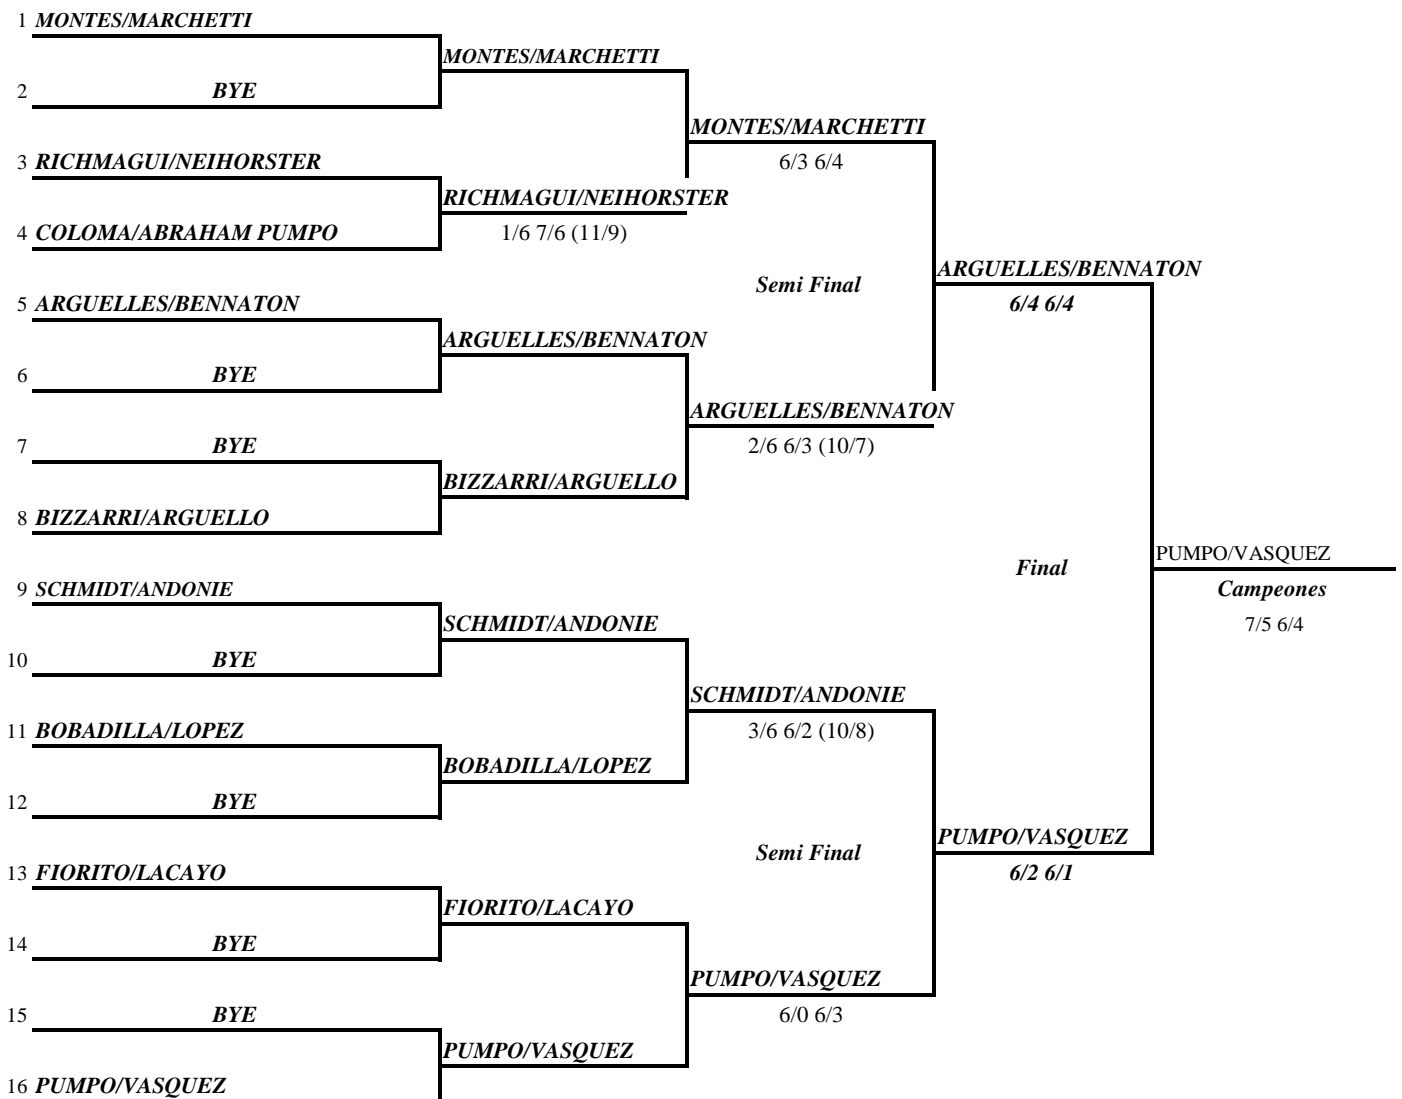 1 MONTES/MARCHETTI
MONTES/MARCHETTI
2 BYE
MONTES/MARCHETTI
3 RICHMAGUI/NEIHORSTER
6/3 6/4
RICHMAGUI/NEIHORSTER
4 COLOMA/ABRAHAM PUMPO
1/6 7/6 (11/9)
ARGUELLES/BENNATON
Semi Final
5 ARGUELLES/BENNATON
6/4 6/4
ARGUELLES/BENNATON
6 BYE
ARGUELLES/BENNATON
7 BYE
2/6 6/3 (10/7)
BIZZARRI/ARGUELLO
8 BIZZARRI/ARGUELLO
PUMPO/VASQUEZ
Final
9 SCHMIDT/ANDONIE
Campeones
SCHMIDT/ANDONIE
7/5 6/4
10 BYE
SCHMIDT/ANDONIE
11 BOBADILLA/LOPEZ
3/6 6/2 (10/8)
BOBADILLA/LOPEZ
12 BYE
PUMPO/VASQUEZ
Semi Final
13 FIORITO/LACAYO
6/2 6/1
FIORITO/LACAYO
14 BYE
PUMPO/VASQUEZ
15 BYE
6/0 6/3
PUMPO/VASQUEZ
16 PUMPO/VASQUEZ